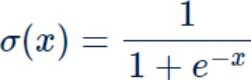 σ(x) = 1 / (1 + e^{-x})